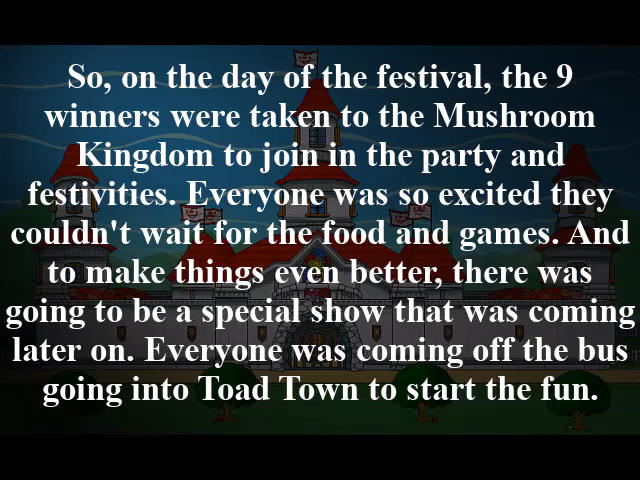 So, on the day of the festival, the 9
winners were taken to the Mushroom
Kingdom to join in the party and
festivities. Everyone was so excited they
couldn't wait for the food and games. And
to make things even better, there was
going to be a special show that was coming
later on. Everyone was coming off the bus
going into Toad Town to start the fun.